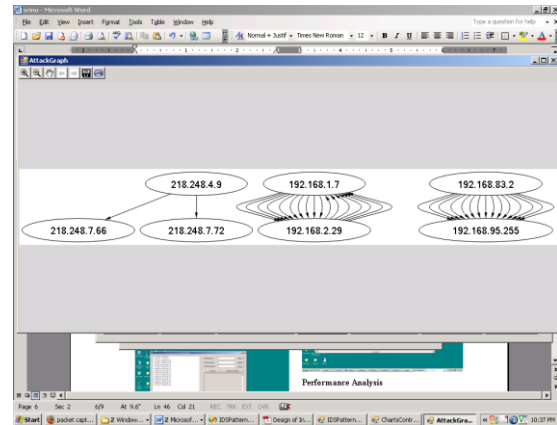 urmu - Microsoft Word
File Edit View Insert Format Tools Table Window Help
Type a question for help
Normal + Justif Times New Roman 12 B I U
AttackGraph
218.248.4.9
192.168.1.7
192.168.83.2
218.248.7.66
218.248.7.72
192.168.2.29
192.168.95.255
Performance Analysis
Page 6 Sec 2 6/9 At 9.6" Ln 46 Col 21 REC TRK EXT OVR
Start packet capt... 2 Window... 2 Microsof... IDSPattern... Design of In... IDSPattern... ChartsContr... AttackGra... 10:37 PM